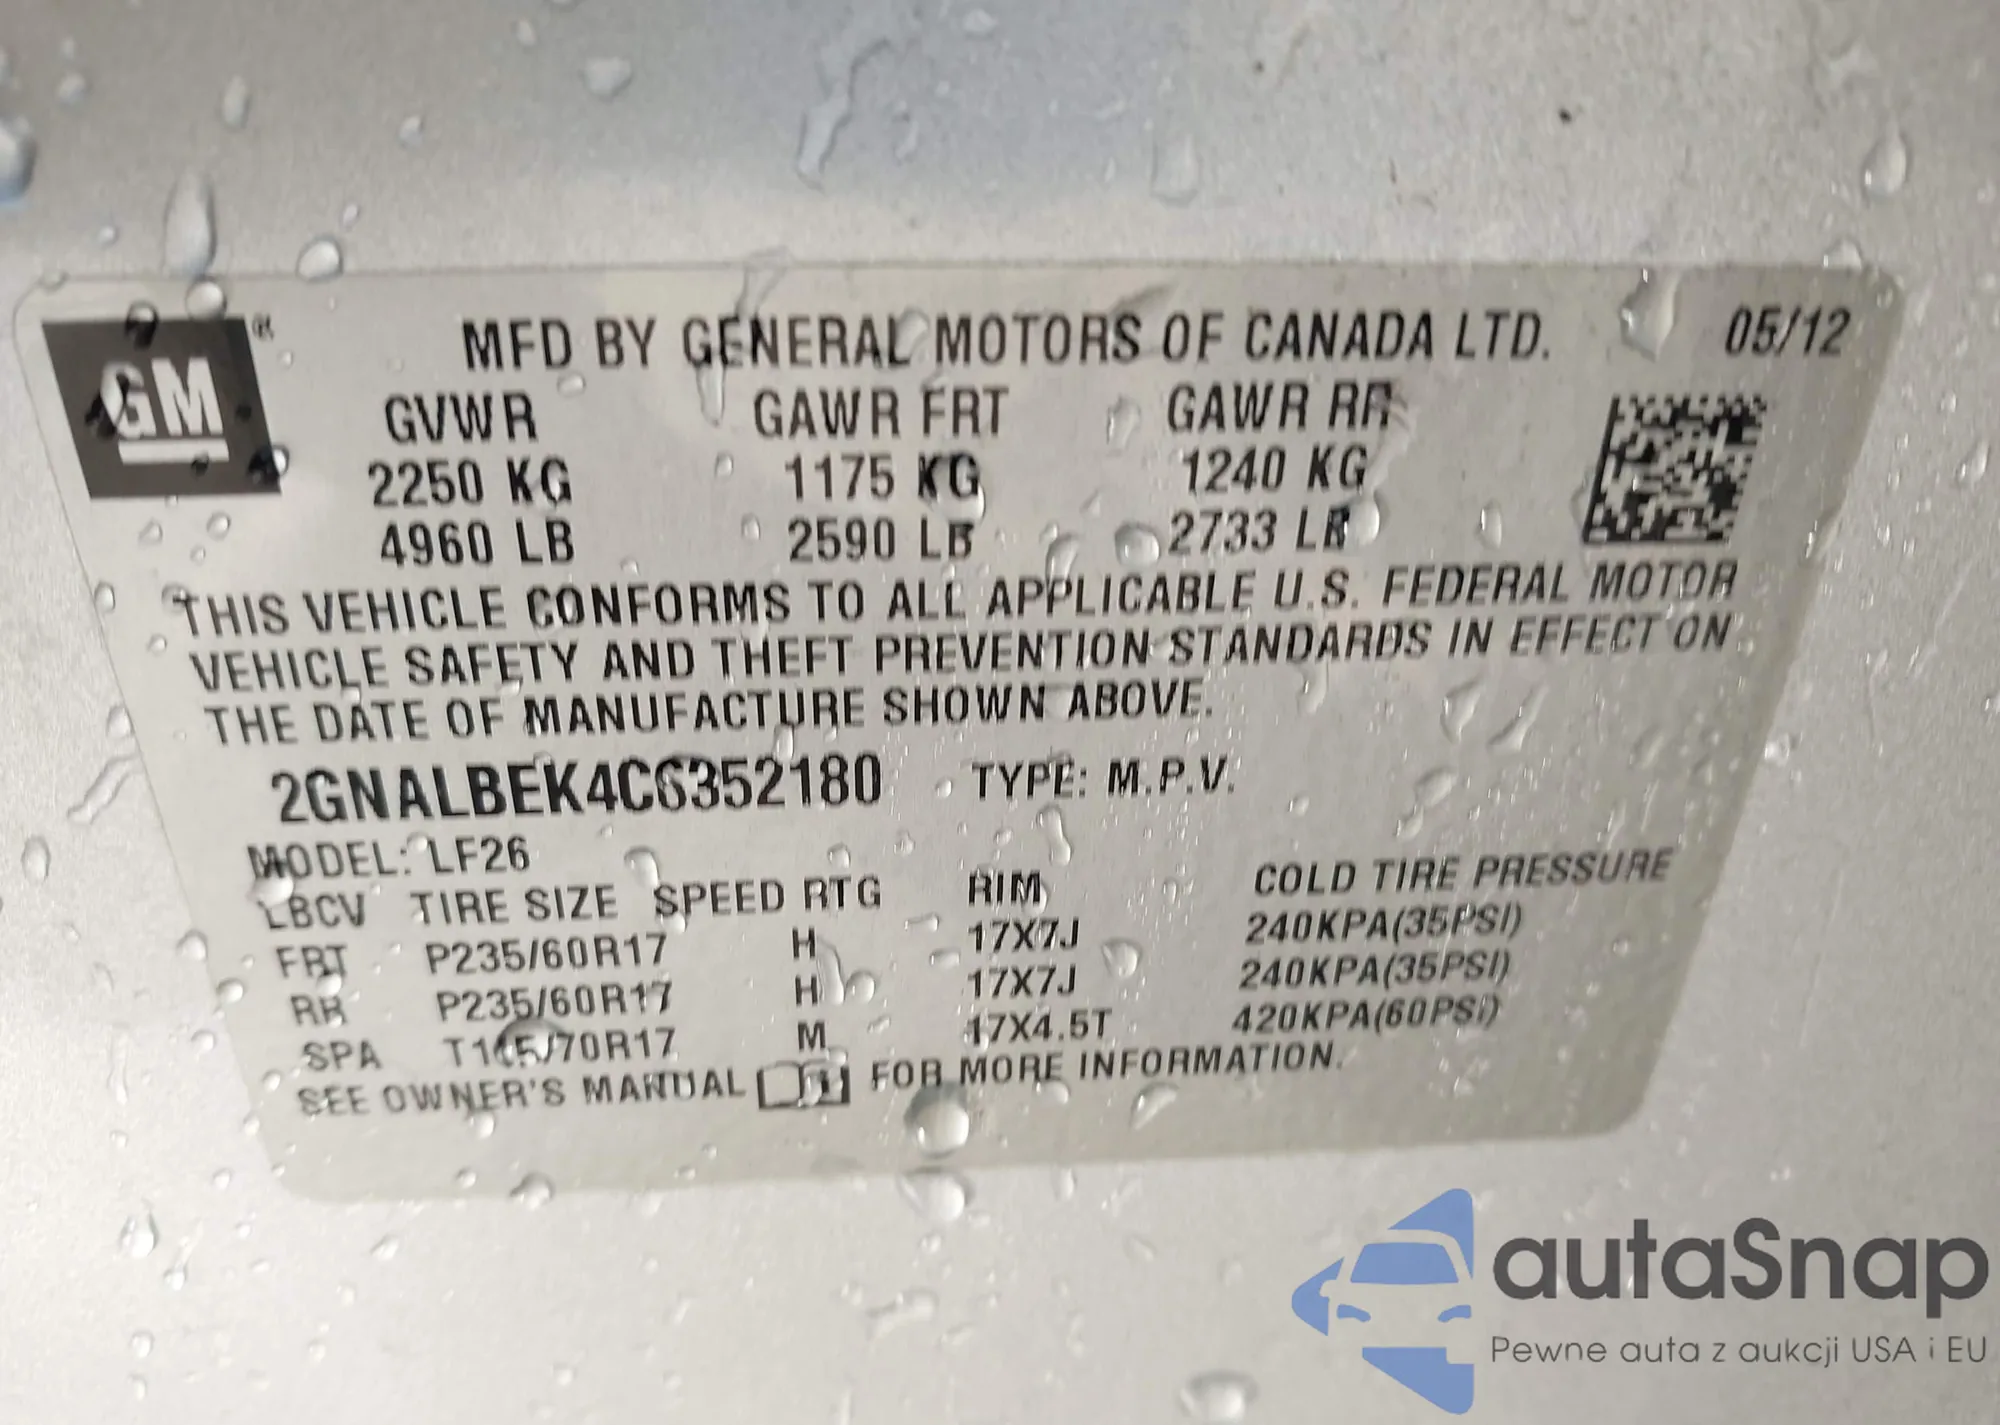 GM ®
MFD BY GENERAL MOTORS OF CANADA LTD. 05/12
GVWR GAWR FRT GAWR RR
2250 KG 1175 KG 1240 KG
4960 LB 2590 LB 2733 LB
THIS VEHICLE CONFORMS TO ALL APPLICABLE U.S. FEDERAL MOTOR
VEHICLE SAFETY AND THEFT PREVENTION STANDARDS IN EFFECT ON
THE DATE OF MANUFACTURE SHOWN ABOVE.
2GNALBEK4C6352180 TYPE: M.P.V.
MODEL: LF26
LBCV TIRE SIZE SPEED RTG RIM COLD TIRE PRESSURE
FRT P235/60R17 H 17X7J 240KPA(35PSI)
RR P235/60R17 H 17X7J 240KPA(35PSI)
SPA /70R17 M 17X4.5T 420KPA(60PSI)
SEE OWNER'S MANUAL FOR MORE INFORMATION.
autaSnap
Pewne auta z aukcji USA i EU